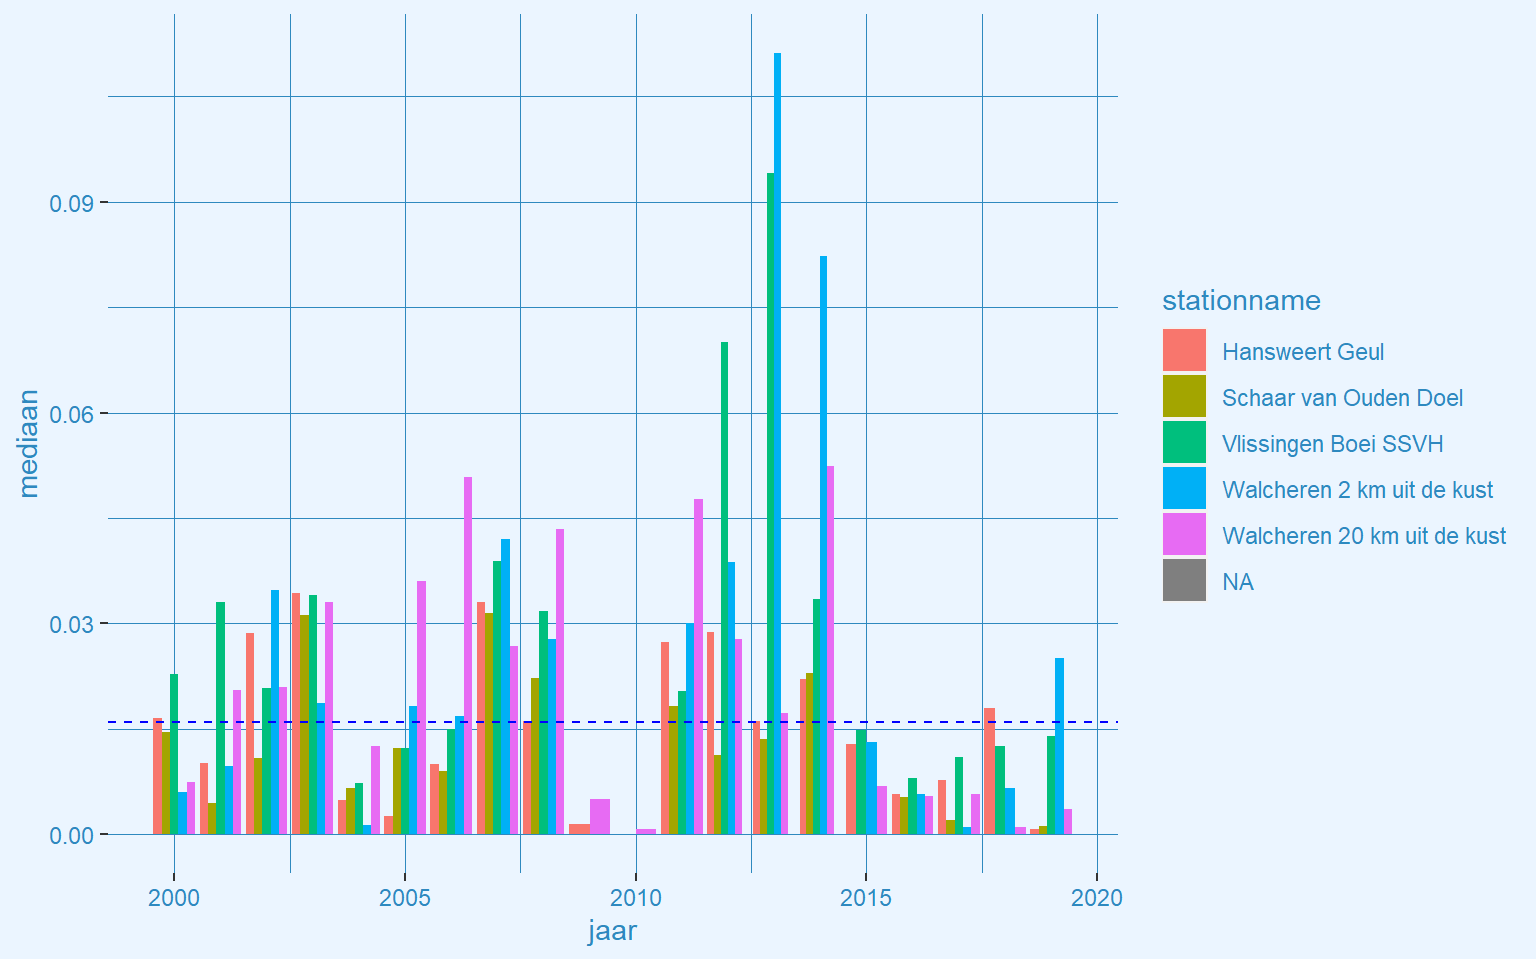 mediaan
0.09
0.06
0.03
0.00
2000
2005
2010
2015
2020
jaar
stationname
Hansweert Geul
Schaar van Ouden Doel
Vlissingen Boei SSVH
Walcheren 2 km uit de kust
Walcheren 20 km uit de kust
NA